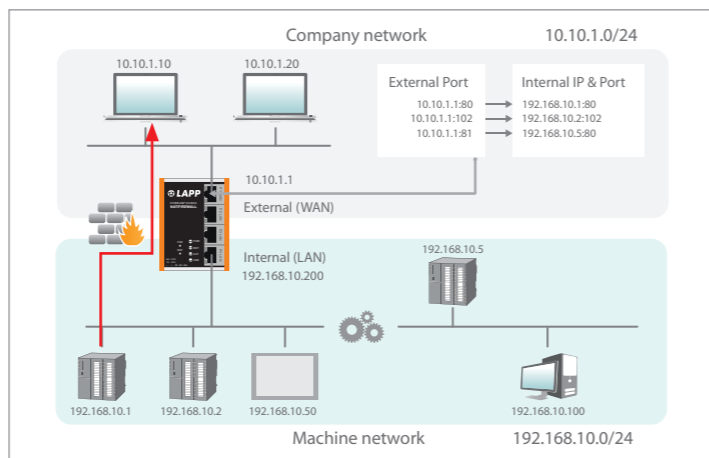 Company network 10.10.1.0/24
10.10.1.10 10.10.1.20
External Port Internal IP & Port
10.10.1.1:80 192.168.10.1:80
10.10.1.1:102 192.168.10.2:102
10.10.1.1:81 192.168.10.5:80
10.10.1.1
LAPP
External (WAN)
Internal (LAN)
192.168.10.200
192.168.10.5
192.168.10.1 192.168.10.2 192.168.10.50 192.168.10.100
Machine network 192.168.10.0/24